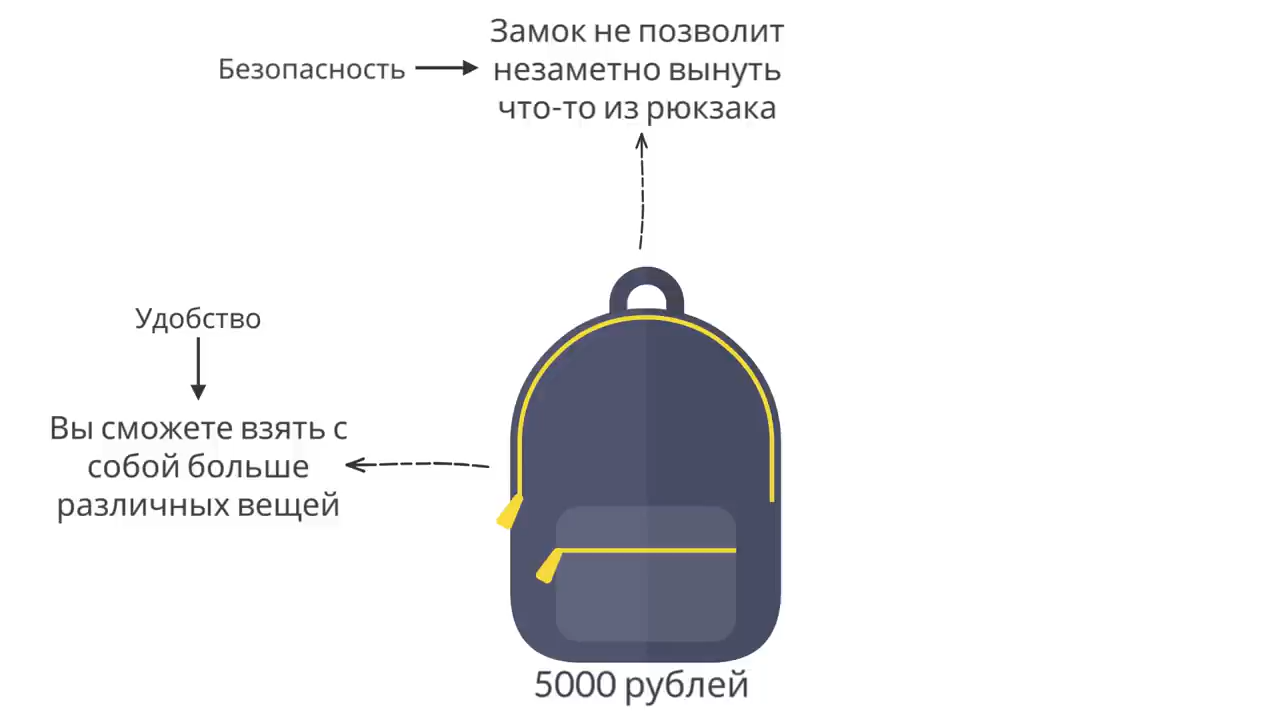 Замок не позволит
Безопасность
незаметно вынуть
что-то из рюкзака
Удобство
Вы сможете взять с
собой больше
различных вещей
5000 рублей